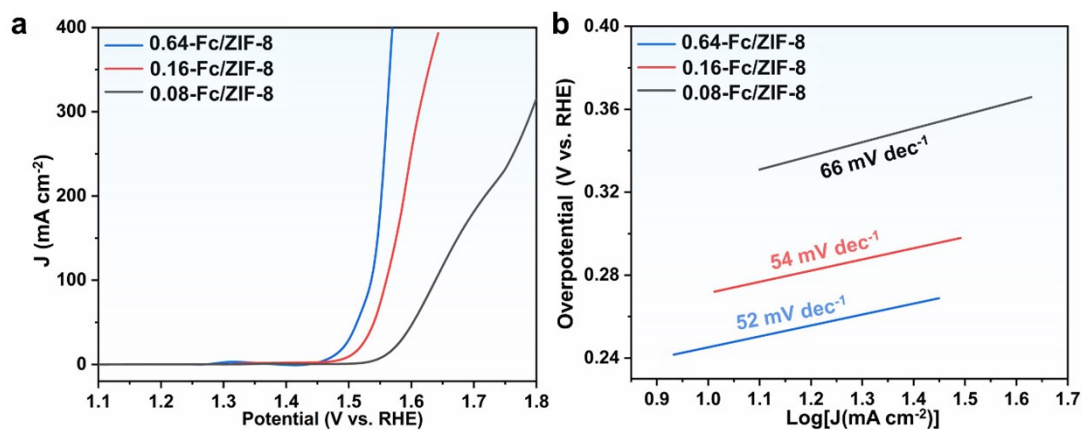 a
0.64-Fc/ZIF-8
0.16-Fc/ZIF-8
0.08-Fc/ZIF-8
J (mA cm⁻²)
400
300
200
100
0
1.1 1.2 1.3 1.4 1.5 1.6 1.7 1.8
Potential (V vs. RHE)
b
0.64-Fc/ZIF-8
0.16-Fc/ZIF-8
0.08-Fc/ZIF-8
Overpotential (V vs. RHE)
0.40
0.36
0.32
0.28
0.24
66 mV dec⁻¹
54 mV dec⁻¹
52 mV dec⁻¹
0.9 1.0 1.1 1.2 1.3 1.4 1.5 1.6 1.7
Log[J(mA cm⁻²)]